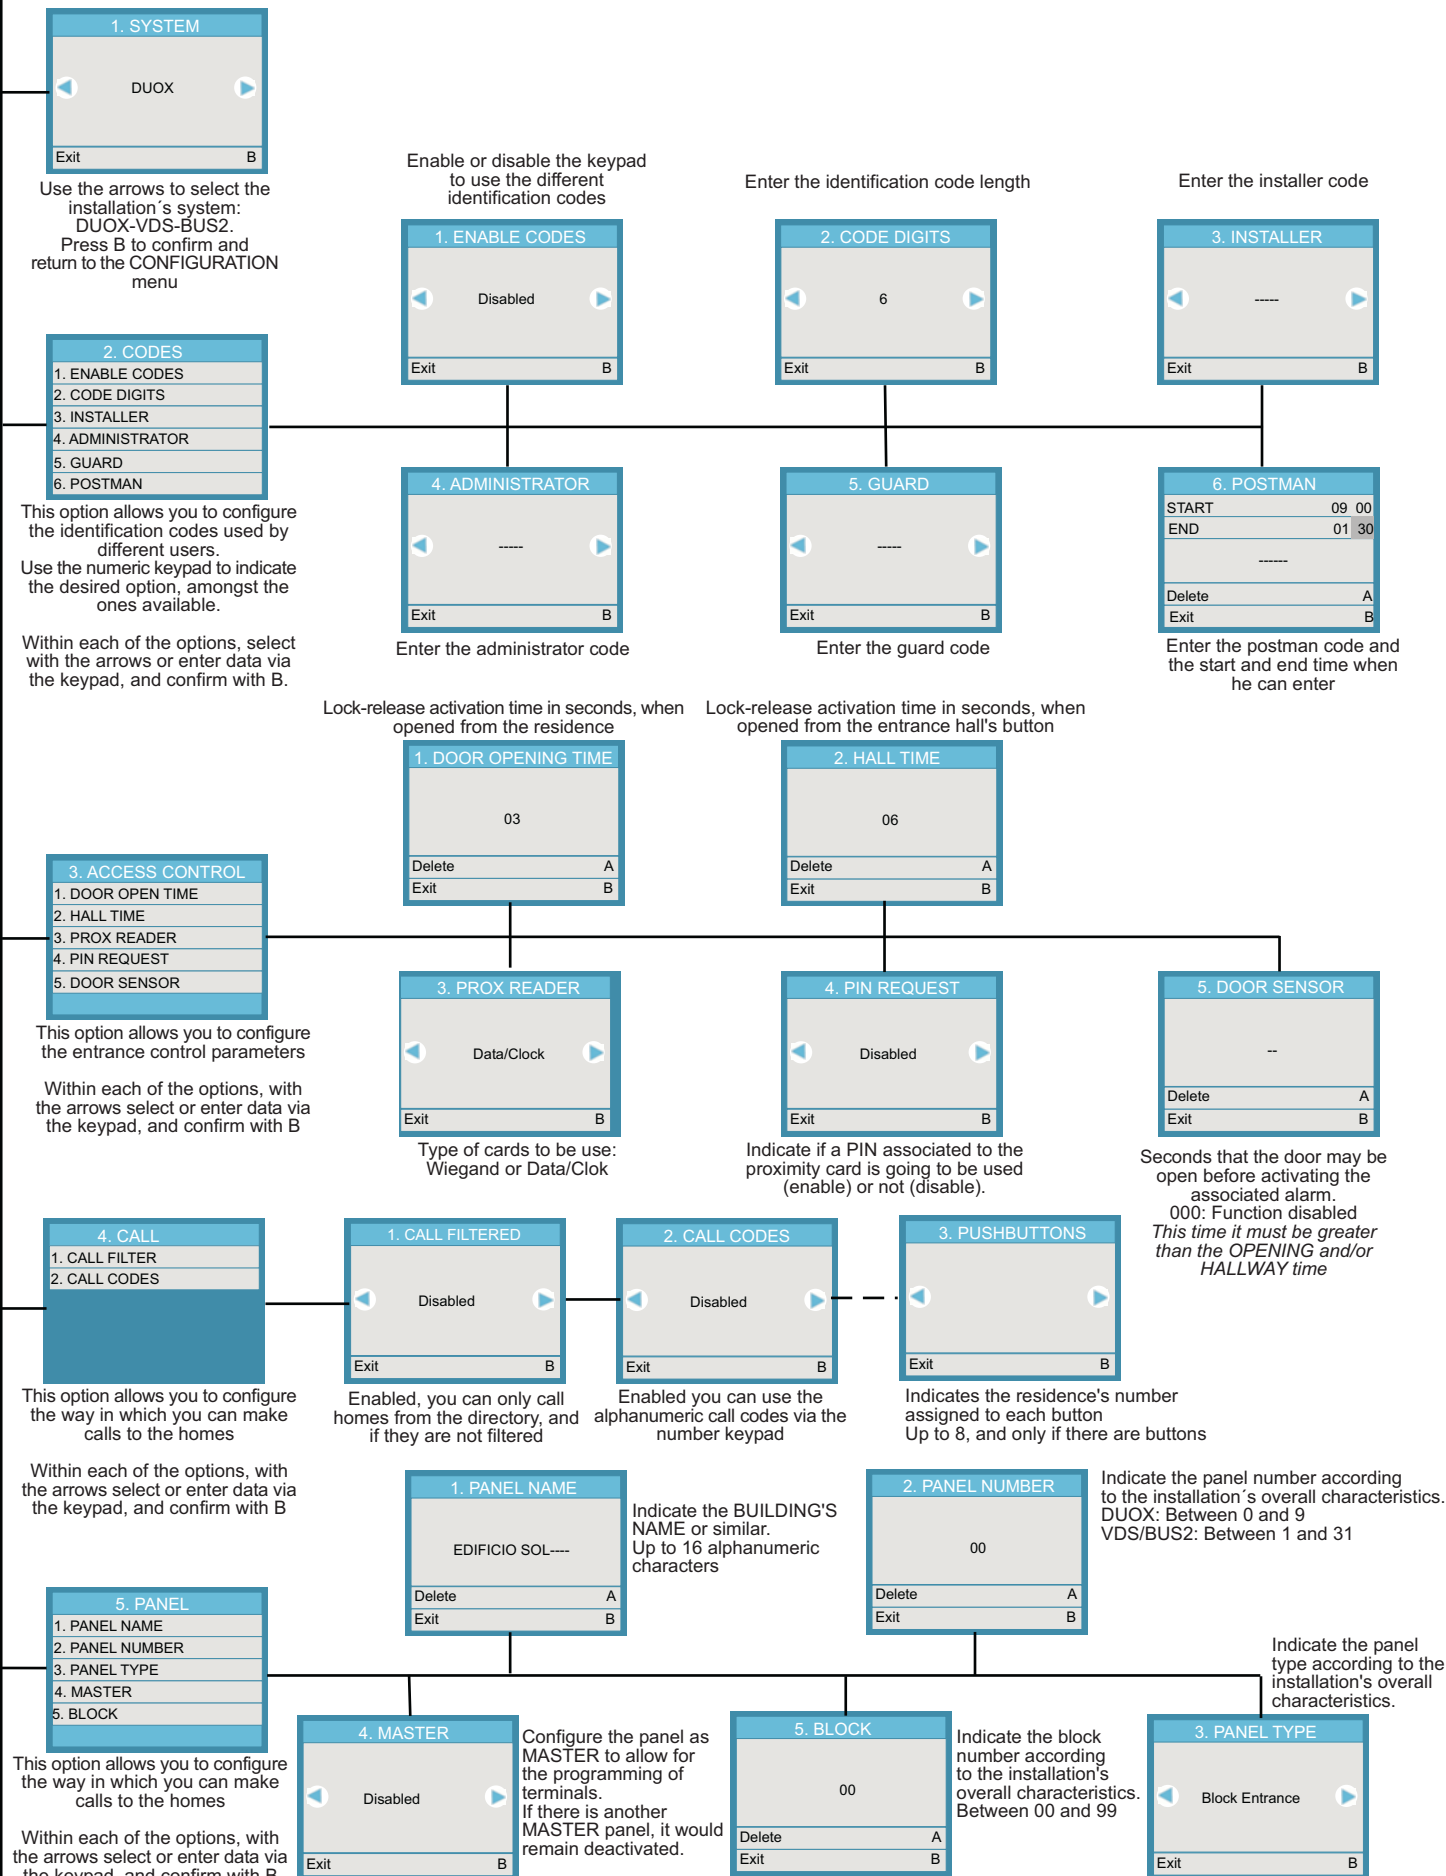 1. SYSTEM
DUOX
Exit B
Use the arrows to select the
installation´s system:
DUOX-VDS-BUS2.
Press B to confirm and
return to the CONFIGURATION
menu
Enable or disable the keypad
to use the different
identification codes
1. ENABLE CODES
Disabled
Exit B
Enter the identification code length
2. CODE DIGITS
6
Exit B
Enter the installer code
3. INSTALLER
-----
Exit B
2. CODES
1. ENABLE CODES
2. CODE DIGITS
3. INSTALLER
4. ADMINISTRATOR
5. GUARD
6. POSTMAN
This option allows you to configure
the identification codes used by
different users.
Use the numeric keypad to indicate
the desired option, amongst the
ones available.
Within each of the options, select
with the arrows or enter data via
the keypad, and confirm with B.
4. ADMINISTRATOR
-----
Exit B
Enter the administrator code
5. GUARD
-----
Exit B
Enter the guard code
6. POSTMAN
START 09 00
END 01 30
------
Delete A
Exit B
Enter the postman code and
the start and end time when
he can enter
Lock-release activation time in seconds, when
opened from the residence
1. DOOR OPENING TIME
03
Delete A
Exit B
Lock-release activation time in seconds, when
opened from the entrance hall's button
2. HALL TIME
06
Delete A
Exit B
3. ACCESS CONTROL
1. DOOR OPEN TIME
2. HALL TIME
3. PROX READER
4. PIN REQUEST
5. DOOR SENSOR
This option allows you to configure
the entrance control parameters
Within each of the options, with
the arrows select or enter data via
the keypad, and confirm with B
3. PROX READER
Data/Clock
Exit B
Type of cards to be use:
Wiegand or Data/Clok
4. PIN REQUEST
Disabled
Exit B
Indicate if a PIN associated to the
proximity card is going to be used
(enable) or not (disable).
5. DOOR SENSOR
--
Delete A
Exit B
Seconds that the door may be
open before activating the
associated alarm.
000: Function disabled
This time it must be greater
than the OPENING and/or
HALLWAY time
4. CALL
1. CALL FILTER
2. CALL CODES
This option allows you to configure
the way in which you can make
calls to the homes
Within each of the options, with
the arrows select or enter data via
the keypad, and confirm with B
1. CALL FILTERED
Disabled
Exit B
Enabled, you can only call
homes from the directory, and
if they are not filtered
2. CALL CODES
Disabled
Exit B
Enabled you can use the
alphanumeric call codes via the
number keypad
3. PUSHBUTTONS
Exit B
Indicates the residence's number
assigned to each button
Up to 8, and only if there are buttons
1. PANEL NAME
EDIFICIO SOL----
Delete A
Exit B
Indicate the BUILDING'S
NAME or similar.
Up to 16 alphanumeric
characters
2. PANEL NUMBER
00
Delete A
Exit B
Indicate the panel number according
to the installation´s overall characteristics.
DUOX: Between 0 and 9
VDS/BUS2: Between 1 and 31
5. PANEL
1. PANEL NAME
2. PANEL NUMBER
3. PANEL TYPE
4. MASTER
5. BLOCK
This option allows you to configure
the way in which you can make
calls to the homes
Within each of the options, with
the arrows select or enter data via
the keypad, and confirm with B
4. MASTER
Disabled
Exit B
Configure the panel as
MASTER to allow for
the programming of
terminals.
If there is another
MASTER panel, it would
remain deactivated.
5. BLOCK
00
Delete A
Exit B
Indicate the block
number according
to the installation's
overall characteristics.
Between 00 and 99
Indicate the panel
type according to the
installation's overall
characteristics.
3. PANEL TYPE
Block Entrance
Exit B